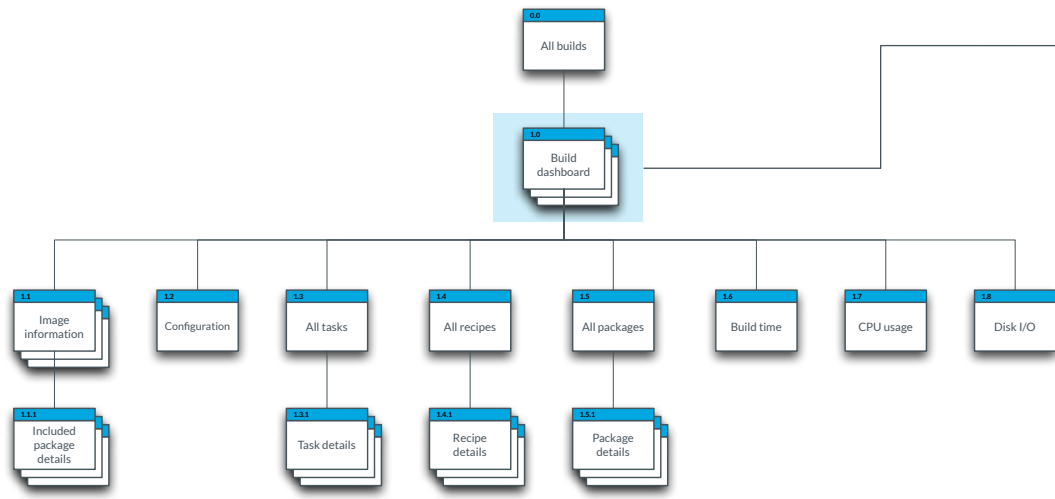 0.0
All builds
1.0
Build
dashboard
1.1
Image
information
1.2
Configuration
1.3
All tasks
1.4
All recipes
1.5
All packages
1.6
Build time
1.7
CPU usage
1.8
Disk I/O
1.1.1
Included
package
details
1.3.1
Task details
1.4.1
Recipe
details
1.5.1
Package
details